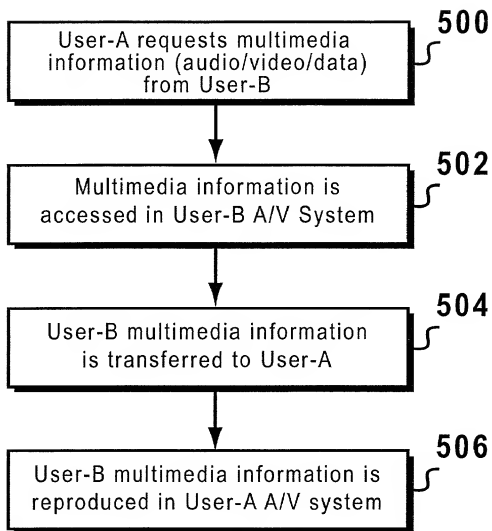 500
User-A requests multimedia
information (audio/video/data)
from User-B
502
Multimedia information is
accessed in User-B A/V System
504
User-B multimedia information
is transferred to User-A
506
User-B multimedia information is
reproduced in User-A A/V system